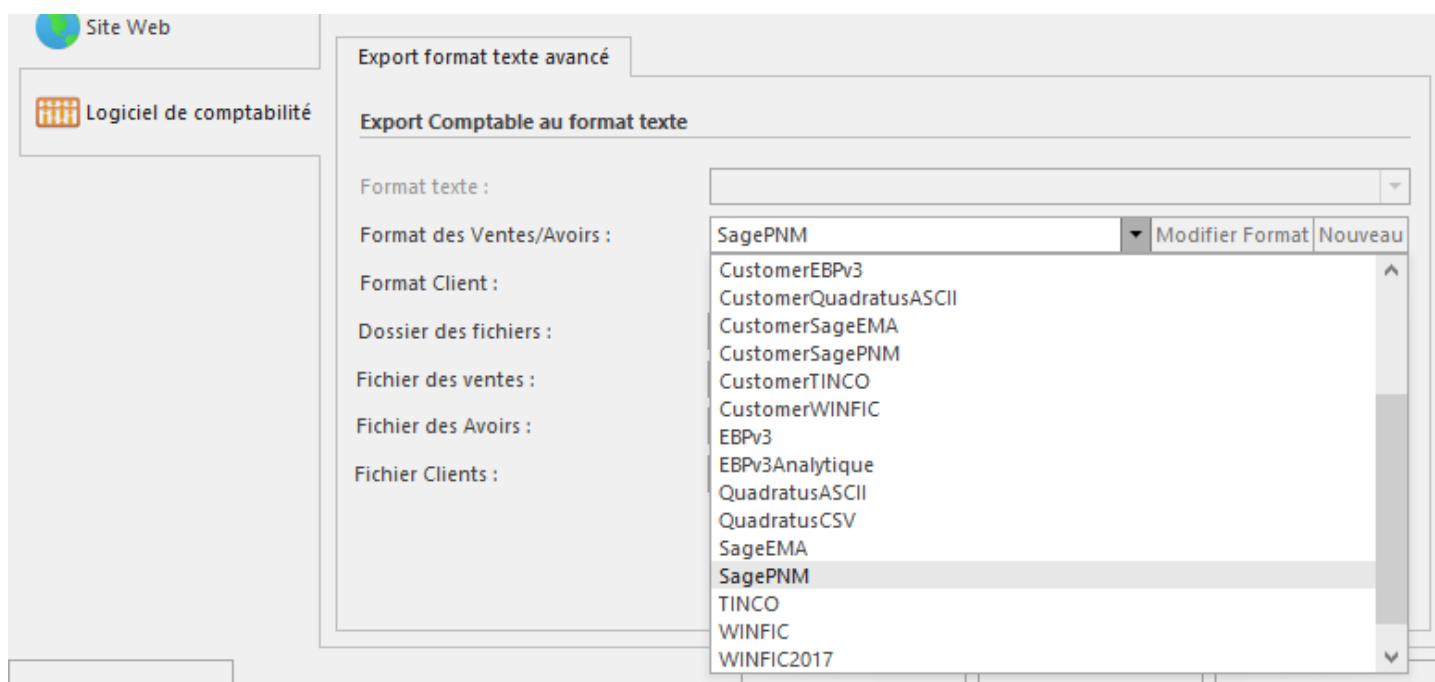 Site Web
Logiciel de comptabilité
Export format texte avancé
Export Comptable au format texte
Format texte :
Format des Ventes/Avoirs : SagePNM Modifier Format Nouveau
Format Client :
Dossier des fichiers :
Fichier des ventes :
Fichier des Avoirs :
Fichier Clients :
CustomerEBPv3
CustomerQuadratusASCII
CustomerSageEMA
CustomerSagePNM
CustomerTINCO
CustomerWINFIC
EBPv3
EBPv3Analytique
QuadratusASCII
QuadratusCSV
SageEMA
SagePNM
TINCO
WINFIC
WINFIC2017